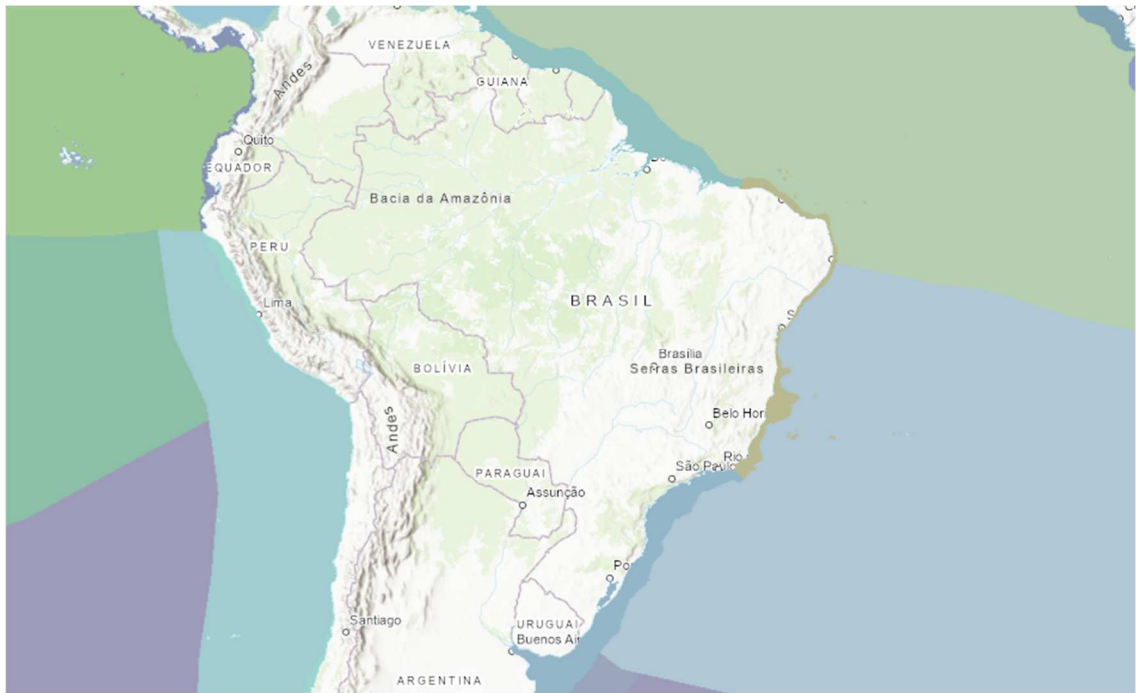 VENEZUELA
GUIANA
Andes
Quito
EQUADOR
Bacia da Amazônia
PERU
BRASIL
Lima
Brasília
Serras Brasileiras
BOLÍVIA
Belo Hori
Andes
Rio
São Paulo
PARAGUAI
Assunção
Po
Santiago
URUGUAI
Buenos Air
ARGENTINA